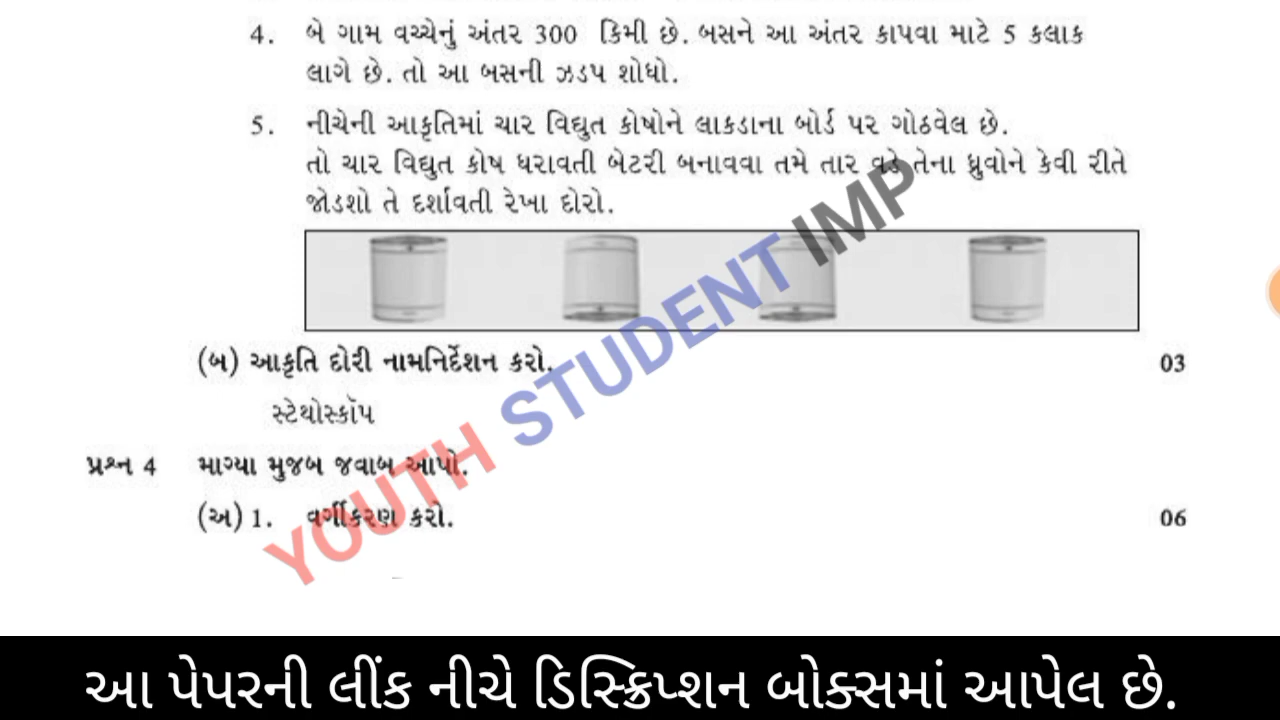 4. બે ગામ વચ્ચેનું અંતર 300 કિમી છે. બસને આ અંતર કાપવા માટે 5 કલાક
લાગે છે. તો આ બસની ઝડપ શોધો.
5. નીચેની આકૃતિમાં ચાર વિદ્યુત કોષોને લાકડાના બોર્ડ પર ગોઠવેલ છે.
તો ચાર વિદ્યુત કોષ ધરાવતી બેટરી બનાવવા તમે તાર વડે તેના ધ્રુવોને કેવી રીતે
જોડશો તે દર્શાવતી રેખા દોરો.
(બ) આકૃતિ દોરી નામનિર્દેશન કરો. 03
સ્ટેથોસ્કૉપ
પ્રશ્ન 4 માગ્યા મુજબ જવાબ આપો.
(અ) 1. વર્ગીકરણ કરો. 06
YOUTH STUDENT IMP
આ પેપરની લીંક નીચે ડિસ્ક્રિપ્શન બોક્સમાં આપેલ છે.